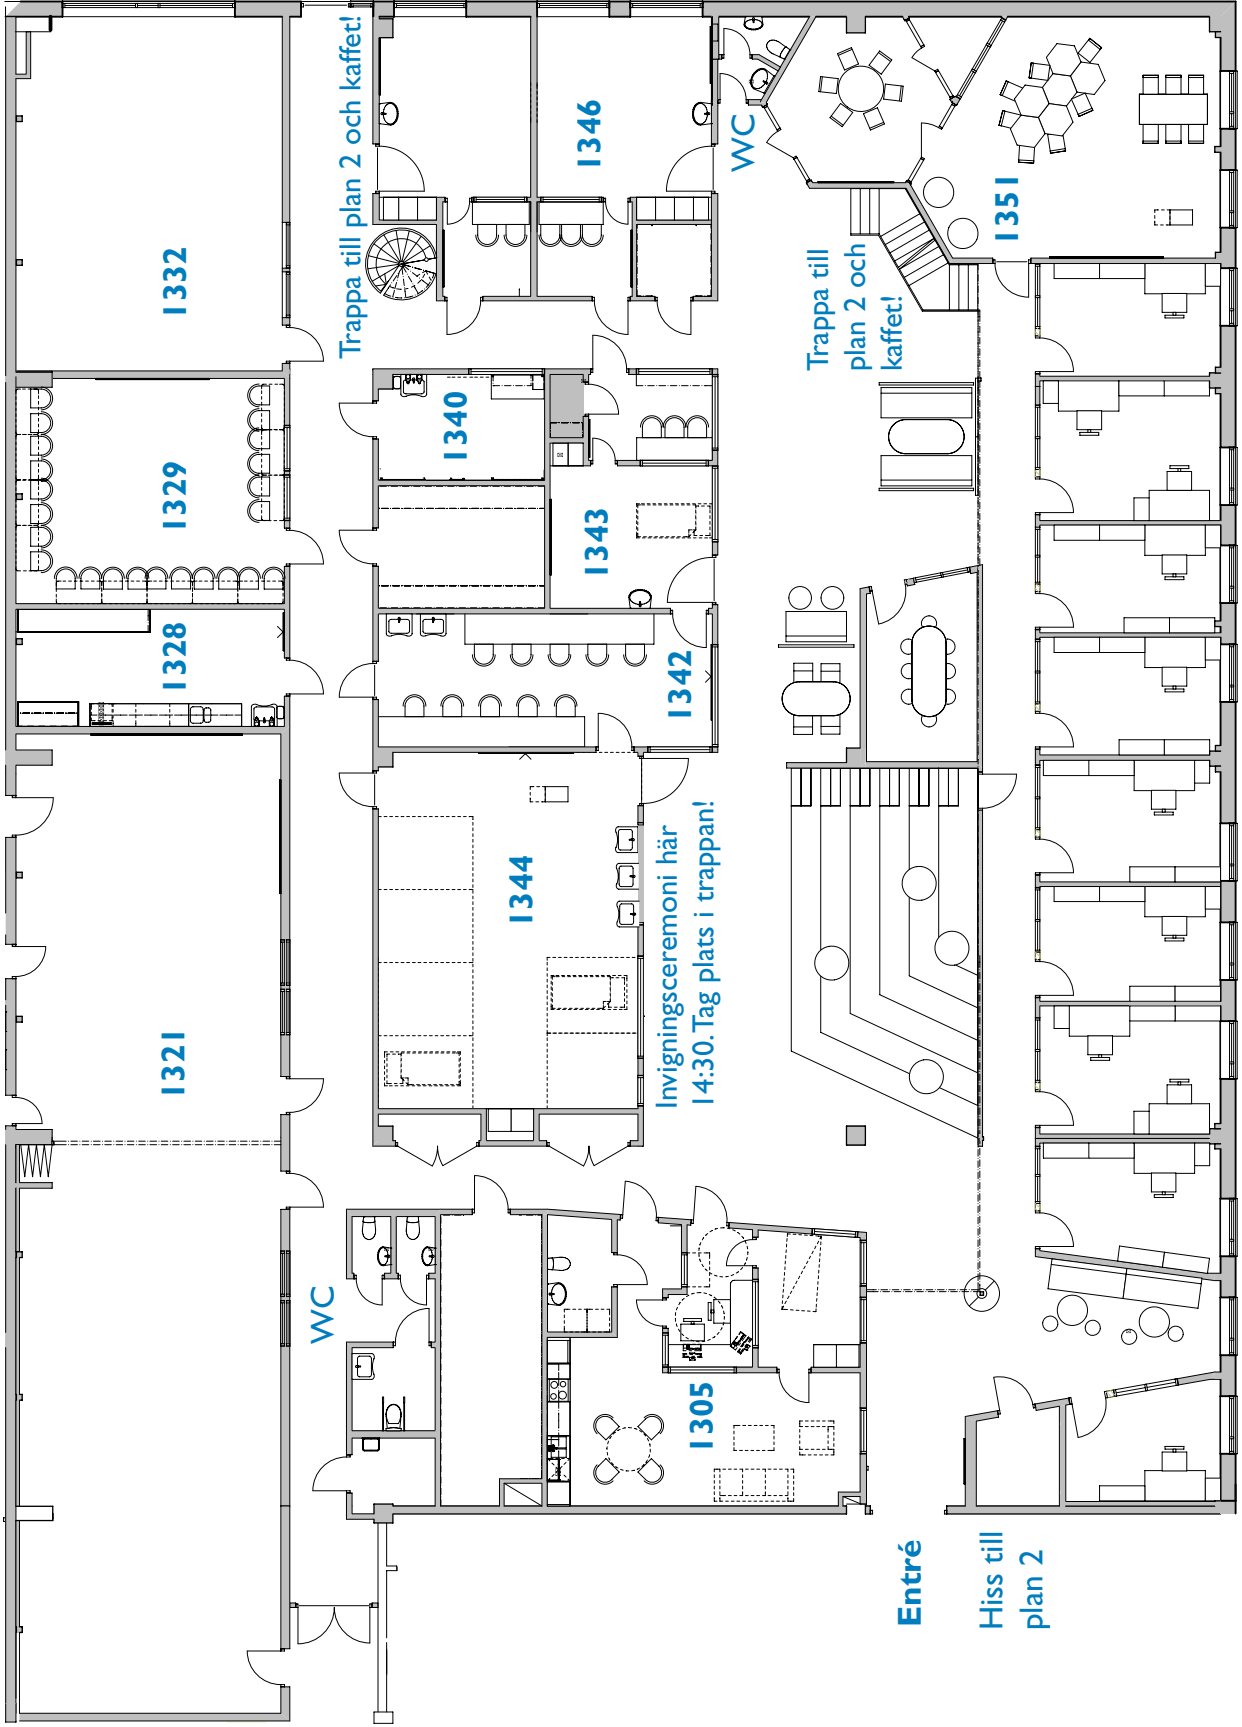 1332
Trappa till plan 2 och kaffet!
1346
WC
1351
Trappa till
plan 2 och
kaffet!
1329
1340
1343
1328
1342
1321
1344
Invigningsceremoni här
14:30. Tag plats i trappan!
WC
1305
Entré
Hiss till
plan 2